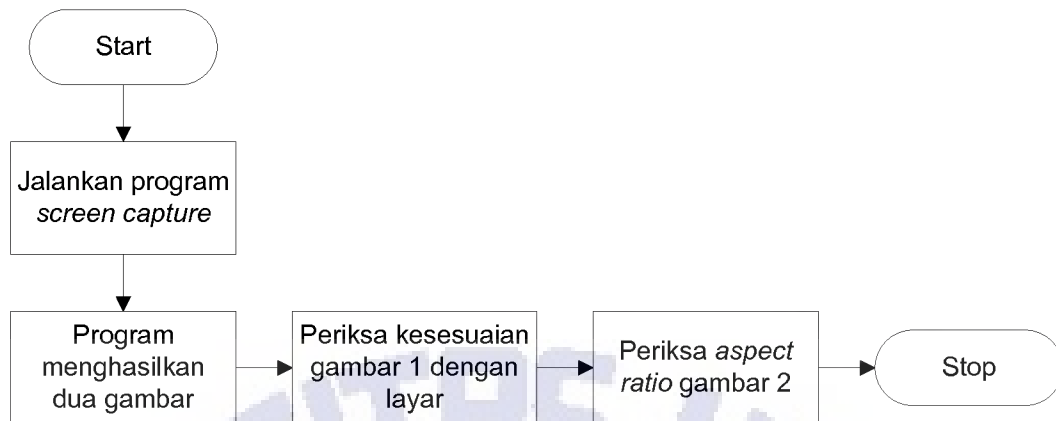 Start
Jalankan program
screen capture
Program
menghasilkan
dua gambar
Periksa kesesuaian
gambar 1 dengan
layar
Periksa aspect
ratio gambar 2
Stop